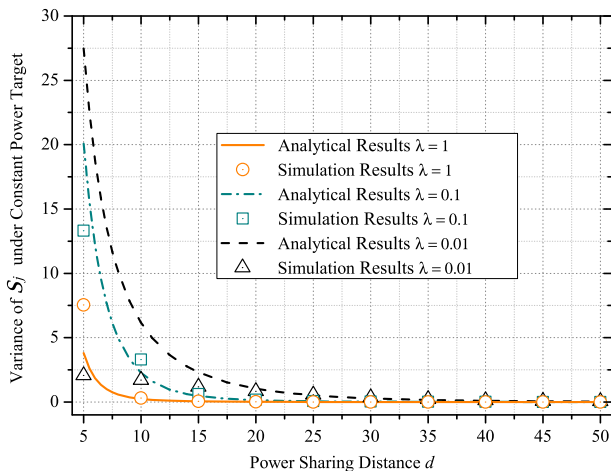 Variance of Sj under Constant Power Target
30
25
20
15
10
5
0
Analytical Results λ = 1
Simulation Results λ = 1
Analytical Results λ = 0.1
Simulation Results λ = 0.1
Analytical Results λ = 0.01
Simulation Results λ = 0.01
5 10 15 20 25 30 35 40 45 50
Power Sharing Distance d